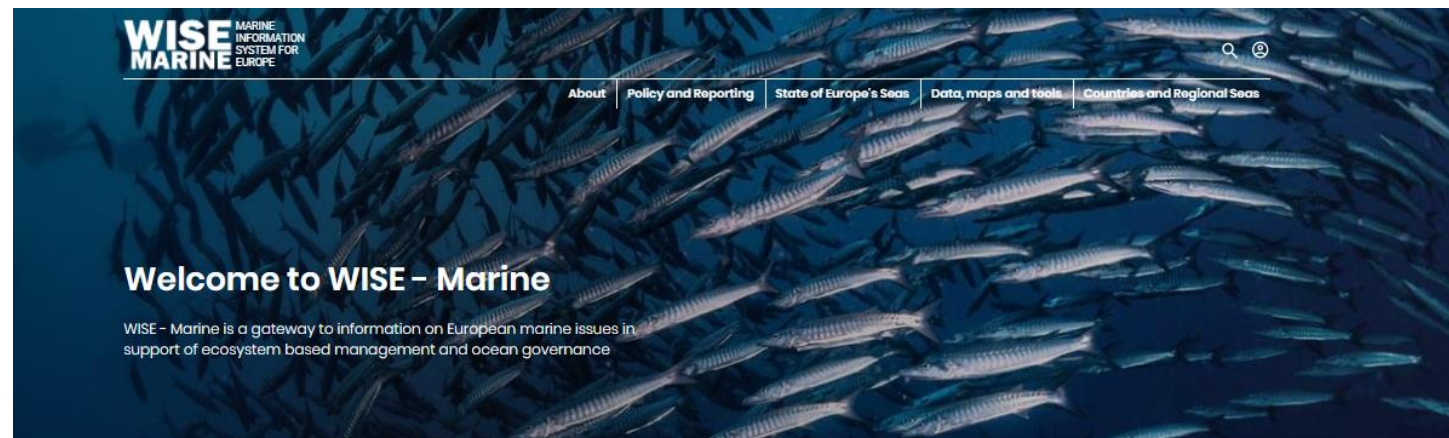 WISE
MARINE
MARINE
INFORMATION
SYSTEM FOR
EUROPE
About
Policy and Reporting
State of Europe's Seas
Data, maps and tools
Countries and Regional Seas
Welcome to WISE - Marine
WISE - Marine is a gateway to information on European marine issues in
support of ecosystem based management and ocean governance